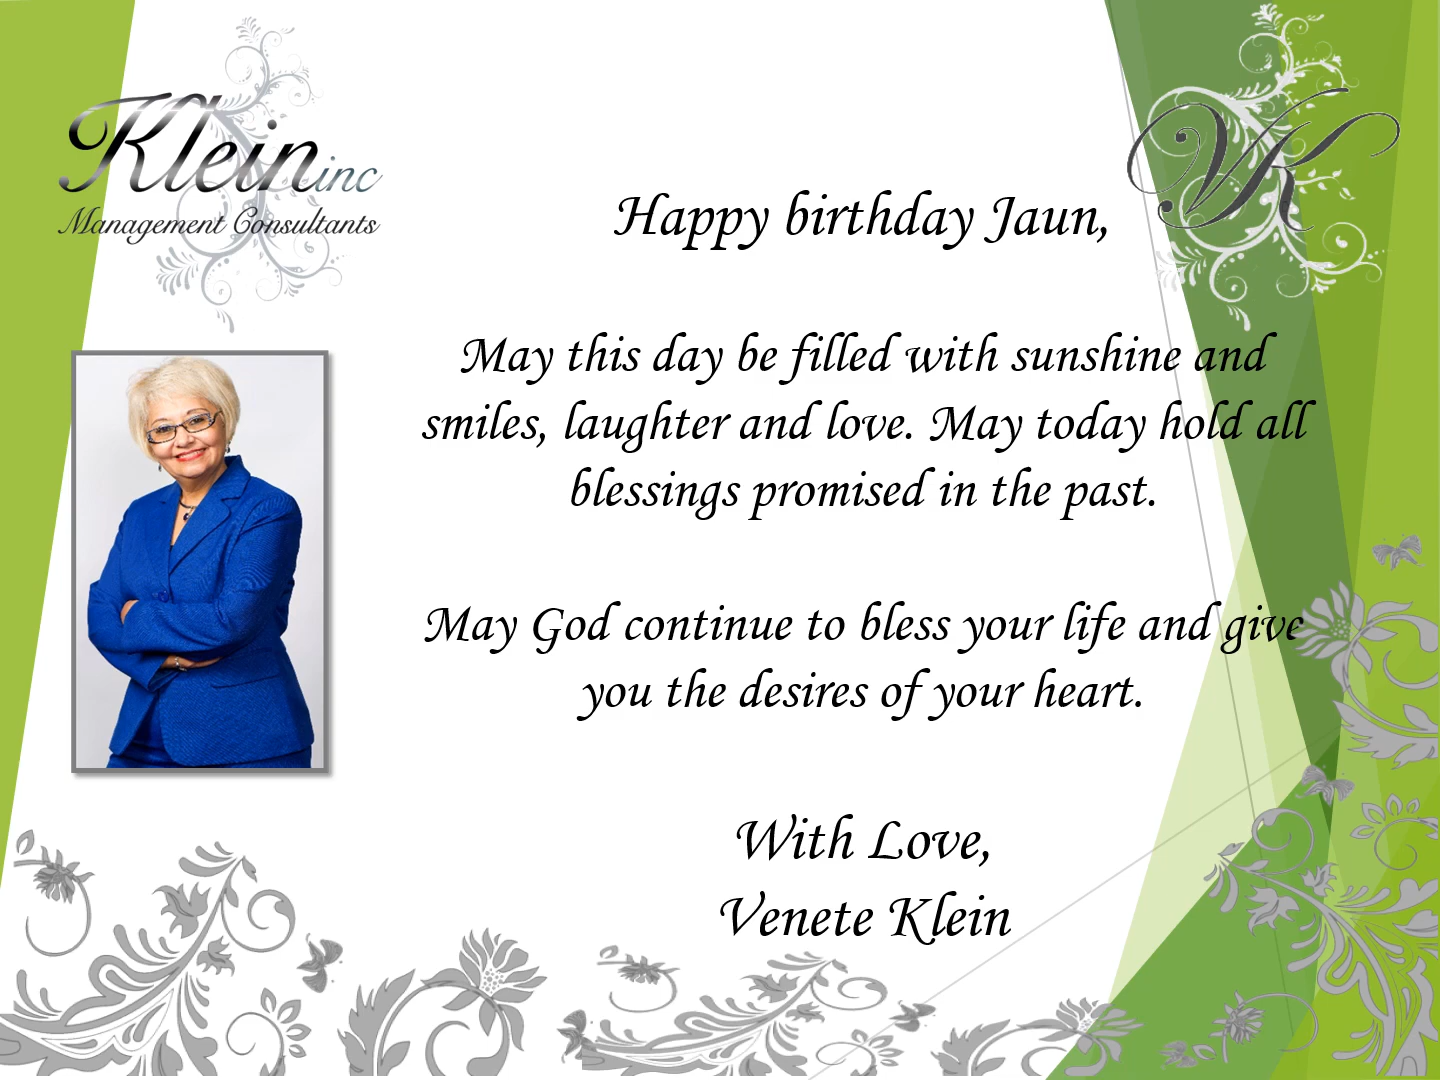 Klein inc
Management Consultants
VK
Happy birthday Jaun,
May this day be filled with sunshine and
smiles, laughter and love. May today hold all
blessings promised in the past.
May God continue to bless your life and give
you the desires of your heart.
With Love,
Venete Klein